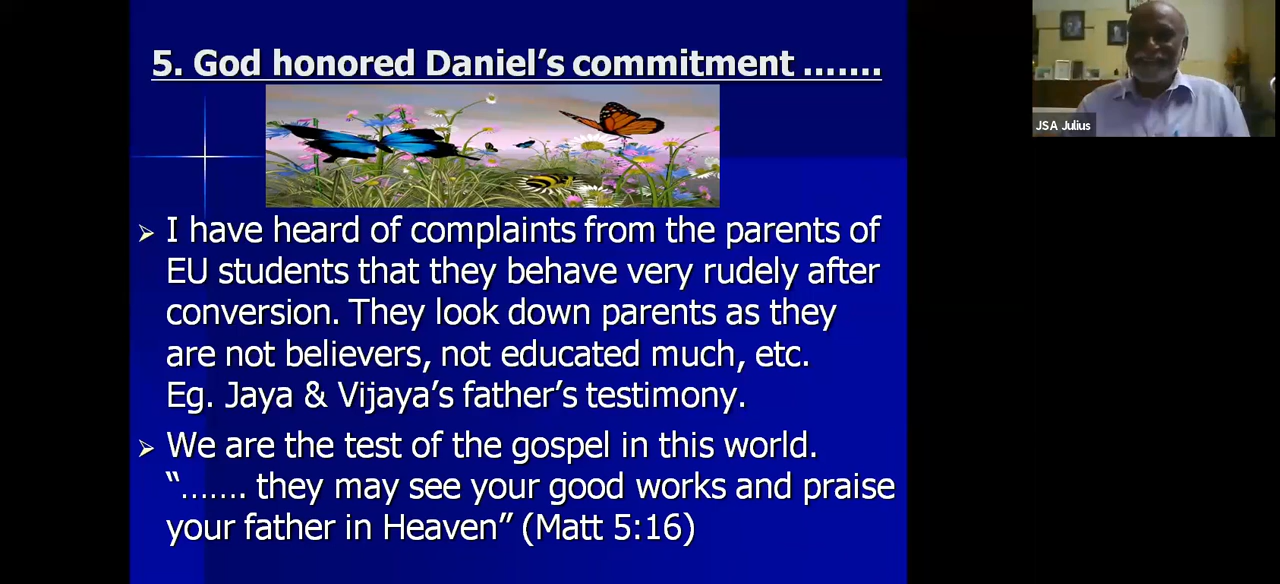 5. God honored Daniel’s commitment .......
I have heard of complaints from the parents of
EU students that they behave very rudely after
conversion. They look down parents as they
are not believers, not educated much, etc.
Eg. Jaya & Vijaya’s father’s testimony.
We are the test of the gospel in this world.
“……. they may see your good works and praise
your father in Heaven” (Matt 5:16)
JSA Julius